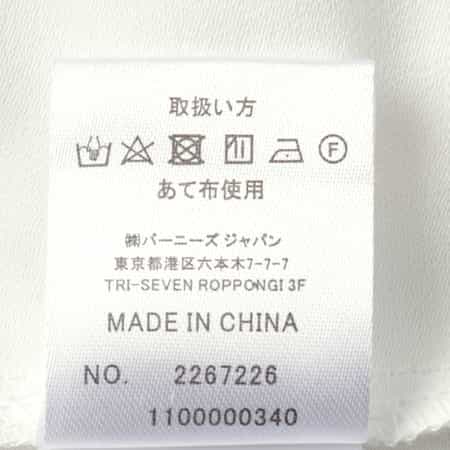 取扱い方
F
あて布使用
㈱バーニーズ ジャパン
東京都港区六本木7-7-7
TRI-SEVEN ROPPONGI 3F
MADE IN CHINA
NO. 2267226
1100000340